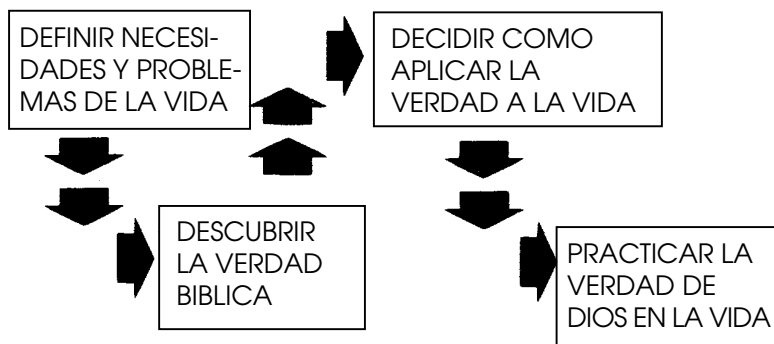 DEFINIR NECESI-
DADES Y PROBLE-
MAS DE LA VIDA
DESCUBRIR
LA VERDAD
BIBLICA
DECIDIR COMO
APLICAR LA
VERDAD A LA VIDA
PRACTICAR LA
VERDAD DE
DIOS EN LA VIDA